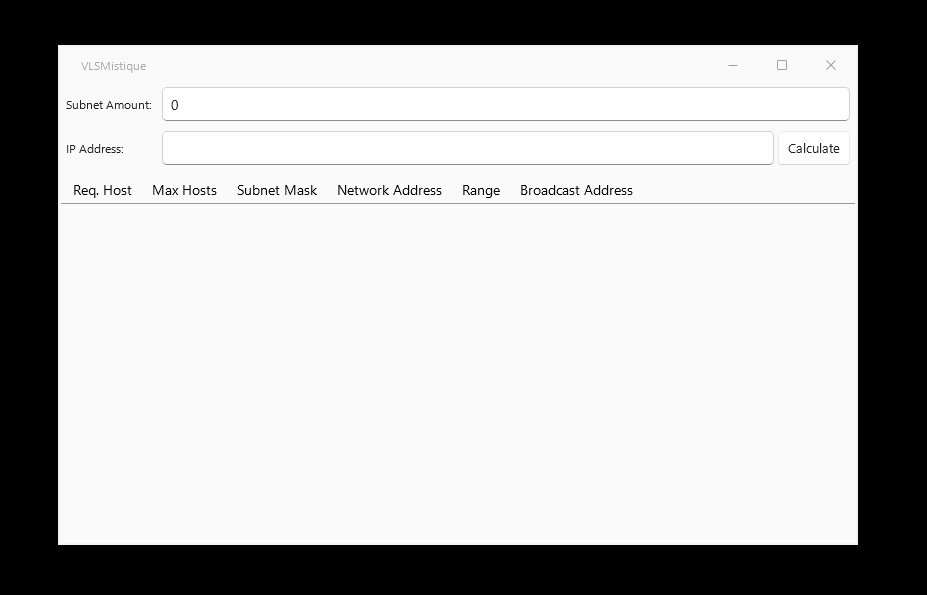 VLSMistique
Subnet Amount: 0
IP Address:
Calculate
Req. Host Max Hosts Subnet Mask Network Address Range Broadcast Address